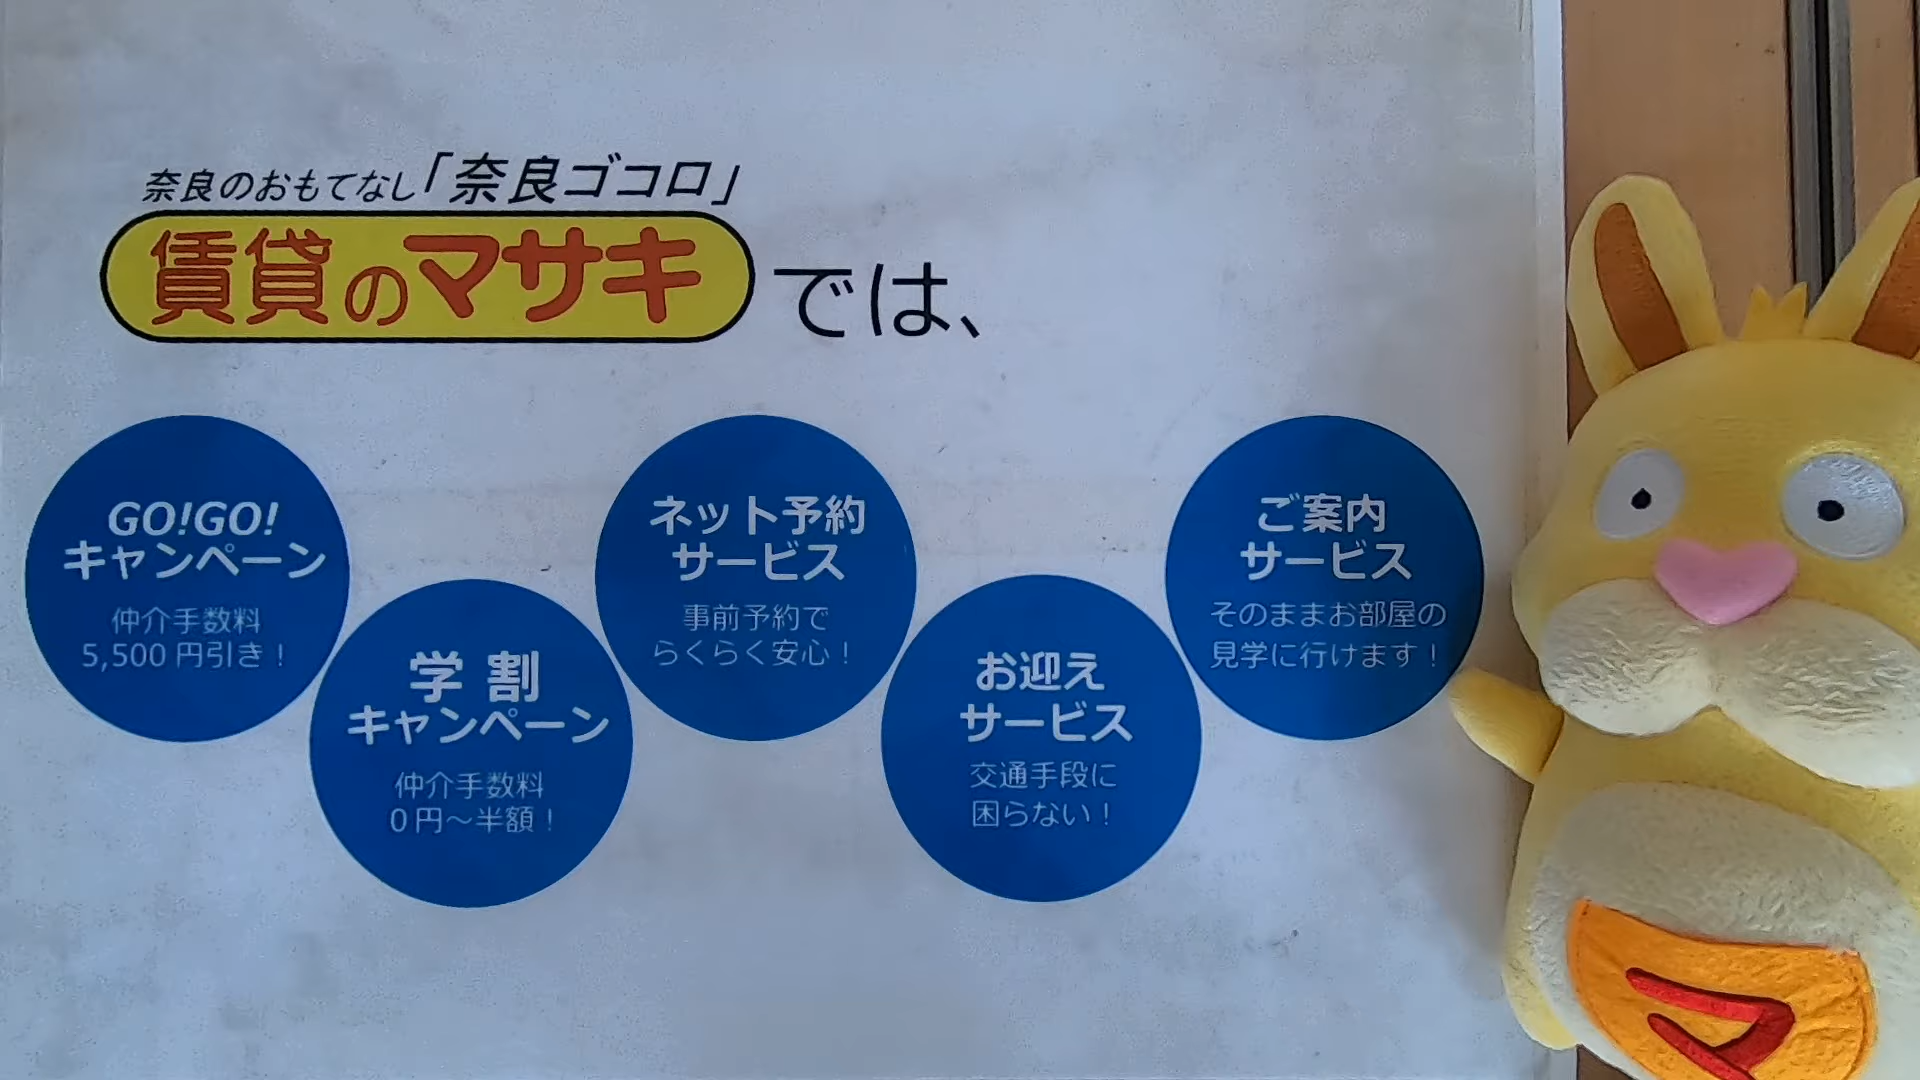 奈良のおもてなし「奈良ゴコロ」
賃貸のマサキでは、
GO!GO!
キャンペーン
仲介手数料
5,500円引き！
学 割
キャンペーン
仲介手数料
0円～半額！
ネット予約
サービス
事前予約で
らくらく安心！
お迎え
サービス
交通手段に
困らない！
ご案内
サービス
そのままお部屋の
見学に行けます！
マ